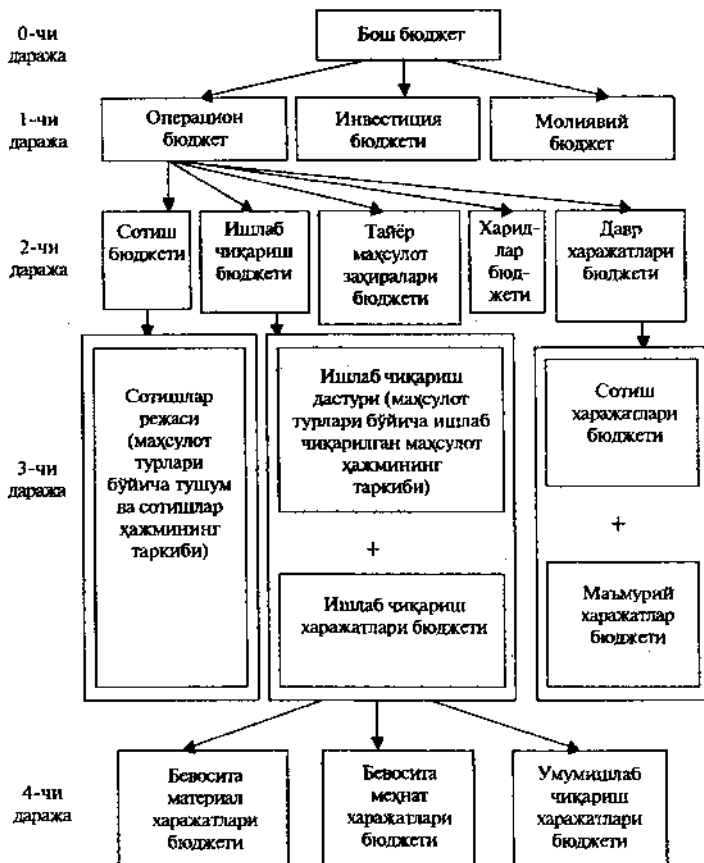 0-чи
даража
Бош бюджет
1-чи
даража
Операцион
бюджет
Инвестиция
бюджети
Молиявий
бюджет
2-чи
даража
Сотиш
бюджети
Ишлаб
чиқариш
бюджети
Тайёр
маҳсулот
заҳиралари
бюджети
Харид-
лар
бюд-
жети
Давр
харажатлари
бюджети
3-чи
даража
Сотишлар
режаси
(маҳсулот
турлари
бўйича тушум
ва сотишлар
ҳажмининг
таркиби)
Ишлаб чиқариш
дастури (маҳсулот
турлари бўйича ишлаб
чиқарилган маҳсулот
ҳажмининг
таркиби)
+
Ишлаб чиқариш
харажатлари бюджети
Сотиш
харажатлари
бюджети
+
Маъмурий
харажатлар
бюджети
4-чи
даража
Бевосита
материал
харажатлари
бюджети
Бевосита
меҳнат
харажатлари
бюджети
Умумишлаб
чиқариш
харажатлари
бюджети